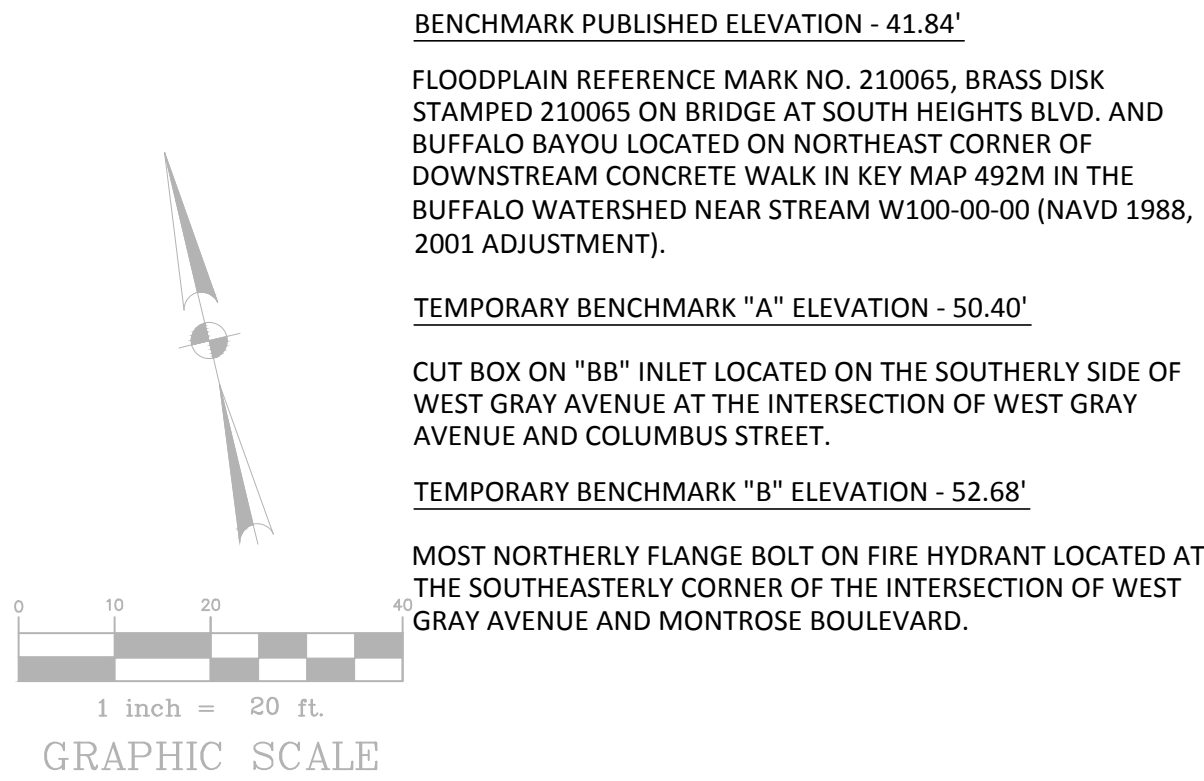 BENCHMARK PUBLISHED ELEVATION - 41.84'
FLOODPLAIN REFERENCE MARK NO. 210065, BRASS DISK
STAMPED 210065 ON BRIDGE AT SOUTH HEIGHTS BLVD. AND
BUFFALO BAYOU LOCATED ON NORTHEAST CORNER OF
DOWNSTREAM CONCRETE WALK IN KEY MAP 492M IN THE
BUFFALO WATERSHED NEAR STREAM W100-00-00 (NAVD 1988,
2001 ADJUSTMENT).
TEMPORARY BENCHMARK "A" ELEVATION - 50.40'
CUT BOX ON "BB" INLET LOCATED ON THE SOUTHERLY SIDE OF
WEST GRAY AVENUE AT THE INTERSECTION OF WEST GRAY
AVENUE AND COLUMBUS STREET.
TEMPORARY BENCHMARK "B" ELEVATION - 52.68'
MOST NORTHERLY FLANGE BOLT ON FIRE HYDRANT LOCATED AT
THE SOUTHEASTERLY CORNER OF THE INTERSECTION OF WEST
GRAY AVENUE AND MONTROSE BOULEVARD.
0 10 20 40
1 inch = 20 ft.
GRAPHIC SCALE